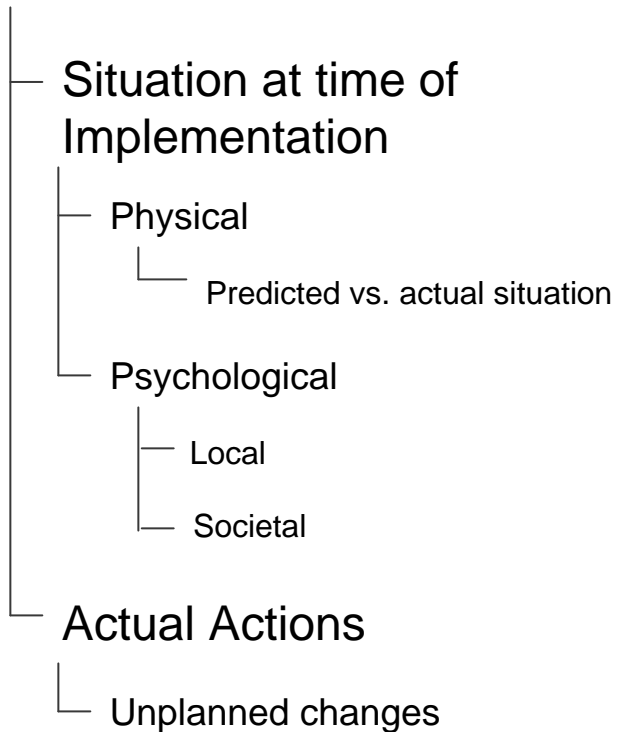 Situation at time of
Implementation
Physical
Predicted vs. actual situation
Psychological
Local
Societal
Actual Actions
Unplanned changes